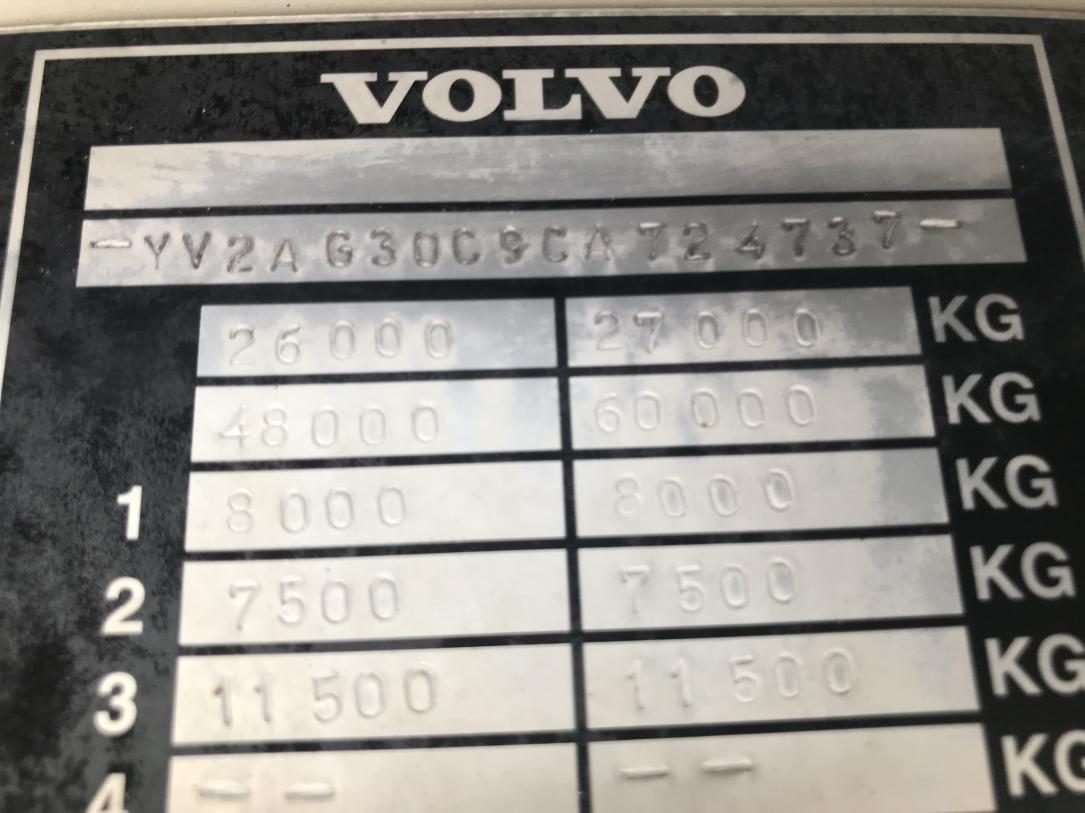 VOLVO
-YV2AG30C9CA724737-
26000 27000 KG
48000 60000 KG
1 8000 8000 KG
2 7500 7500 KG
3 11500 11500 KG
4 -- -- KG